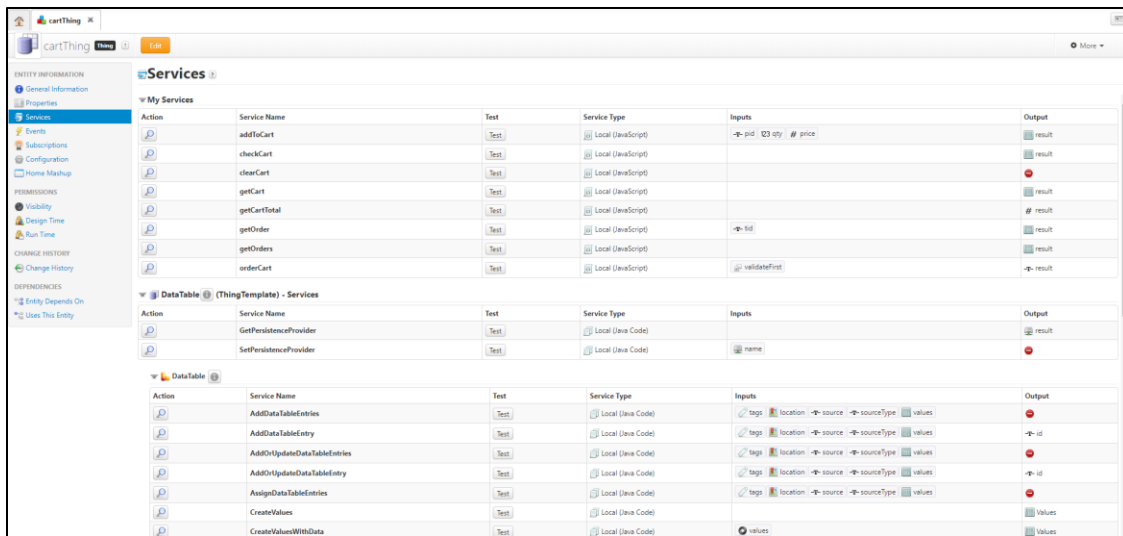 cartThing
cartThing Thing Edit More
ENTITY INFORMATION
General Information
Properties
Services
Events
Subscriptions
Configuration
Home Mashup
PERMISSIONS
Visibility
Design Time
Run Time
CHANGE HISTORY
Change History
DEPENDENCIES
Entity Depends On
Uses This Entity
Services
My Services
Action Service Name Test Service Type Inputs Output
addToCart Test Local (JavaScript) pid 123 qty # price result
checkCart Test Local (JavaScript) result
clearCart Test Local (JavaScript)
getCart Test Local (JavaScript) result
getCartTotal Test Local (JavaScript) # result
getOrder Test Local (JavaScript) tid result
getOrders Test Local (JavaScript) result
orderCart Test Local (JavaScript) validateFirst result
DataTable (ThingTemplate) - Services
Action Service Name Test Service Type Inputs Output
GetPersistenceProvider Test Local (Java Code) result
SetPersistenceProvider Test Local (Java Code) name
DataTable
Action Service Name Test Service Type Inputs Output
AddDataTableEntries Test Local (Java Code) tags location source sourceType values
AddDataTableEntry Test Local (Java Code) tags location source sourceType values id
AddOrUpdateDataTableEntries Test Local (Java Code) tags location source sourceType values
AddOrUpdateDataTableEntry Test Local (Java Code) tags location source sourceType values id
AssignDataTableEntries Test Local (Java Code) tags location source sourceType values
CreateValues Test Local (Java Code) Values
CreateValuesWithData Test Local (Java Code) values Values